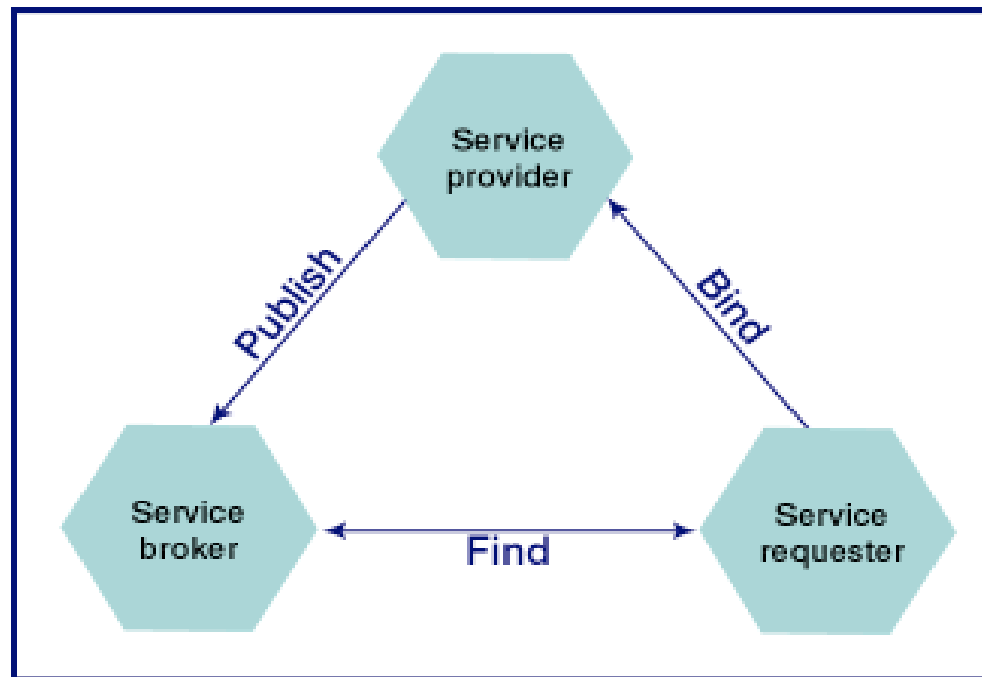 Service
provider
Publish
Bind
Service
broker
Find
Service
requester